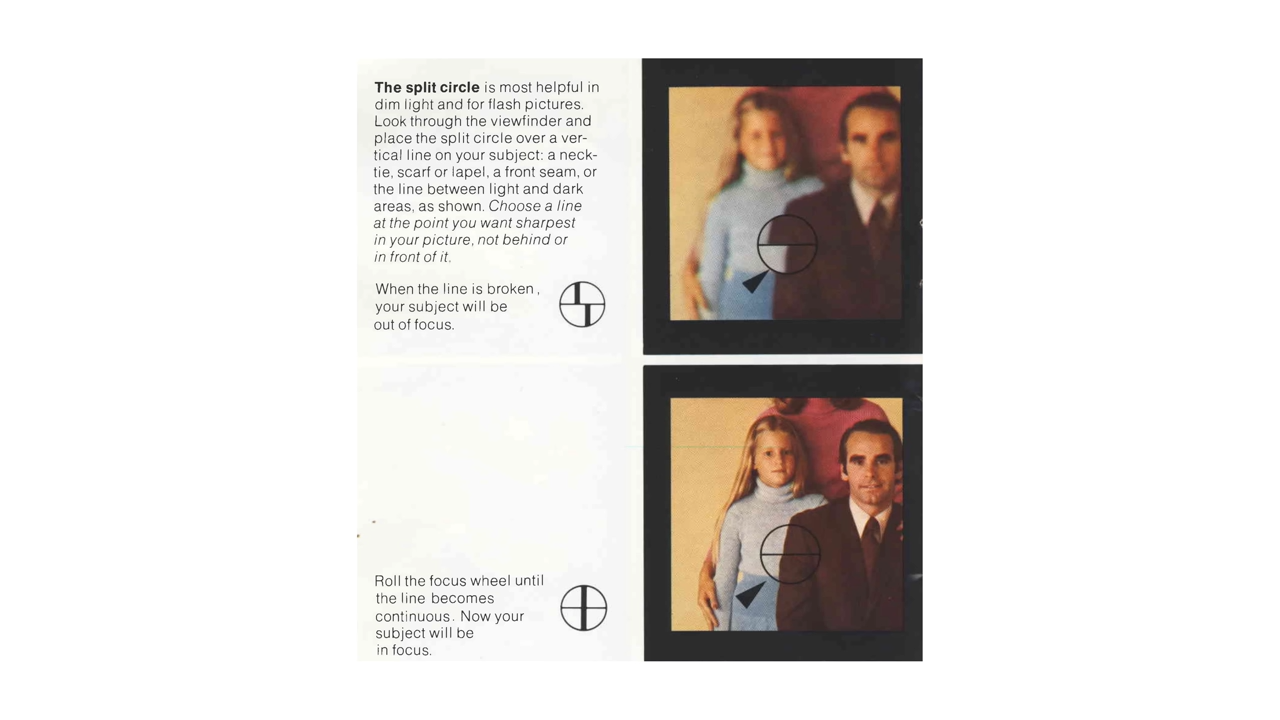 The split circle is most helpful in
dim light and for flash pictures.
Look through the viewfinder and
place the split circle over a ver-
tical line on your subject: a neck-
tie, scarf or lapel, a front seam, or
the line between light and dark
areas, as shown. Choose a line
at the point you want sharpest
in your picture, not behind or
in front of it.
When the line is broken,
your subject will be
out of focus.
Roll the focus wheel until
the line becomes
continuous. Now your
subject will be
in focus.